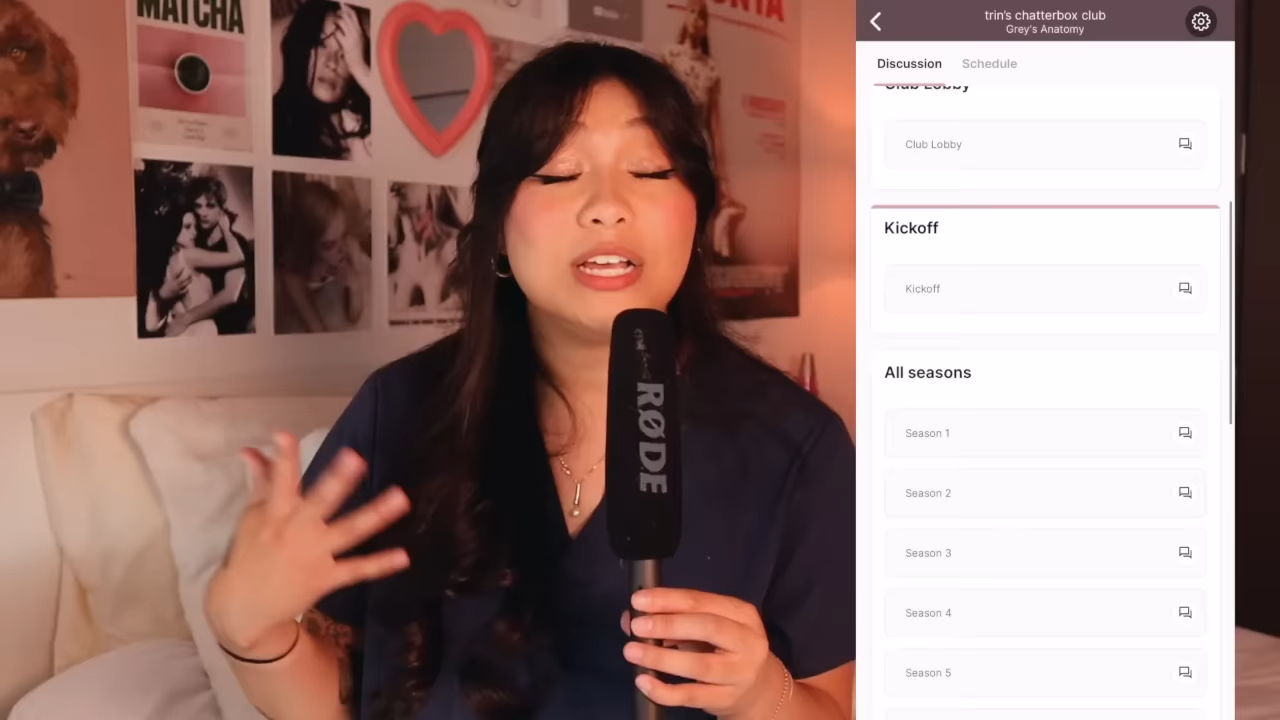 MATCHA
RØDE
trin's chatterbox club
Grey's Anatomy
Discussion
Schedule
Club Lobby
Club Lobby
Kickoff
Kickoff
All seasons
Season 1
Season 2
Season 3
Season 4
Season 5